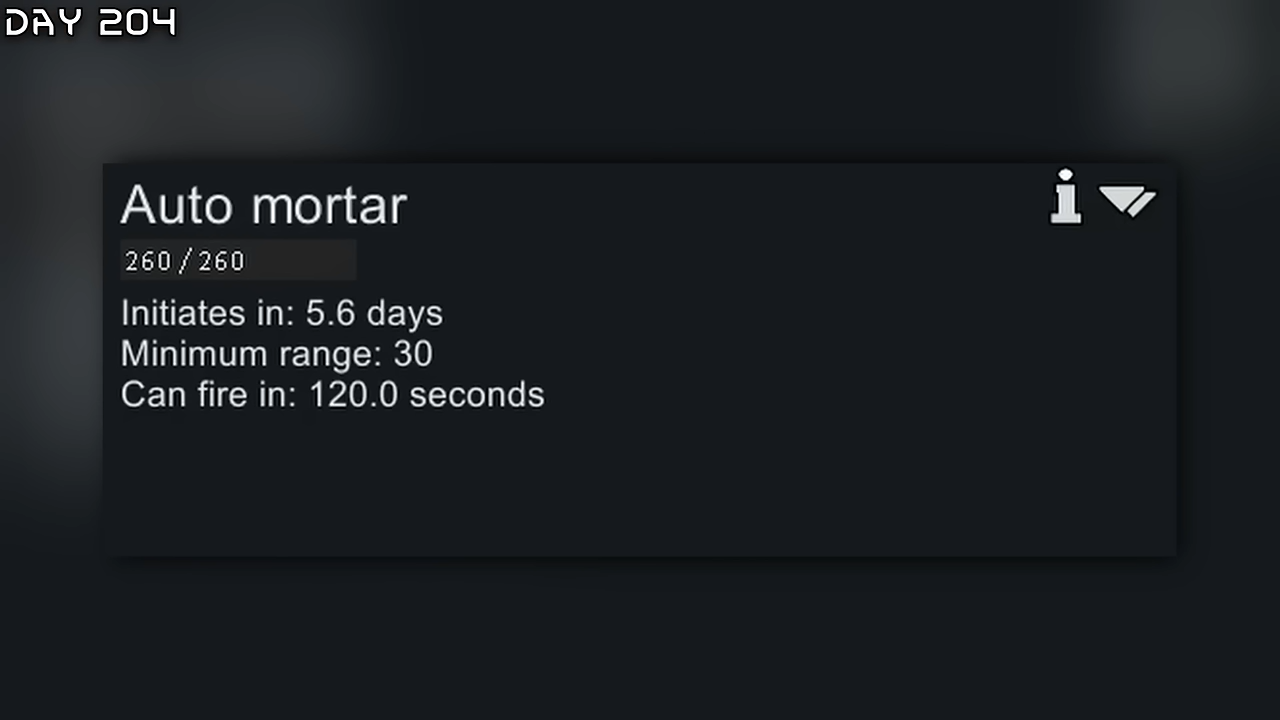 DAY 204
Auto mortar
260 / 260
Initiates in: 5.6 days
Minimum range: 30
Can fire in: 120.0 seconds